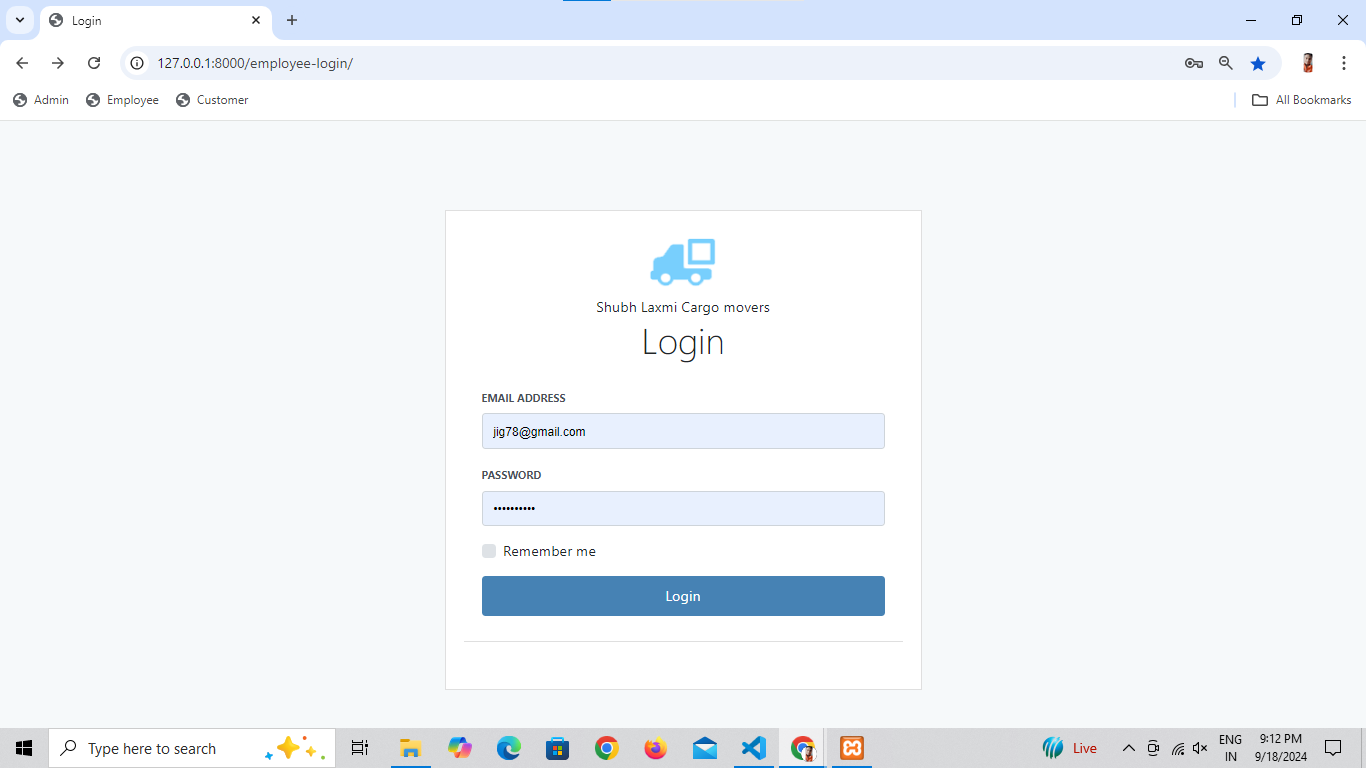 Login
127.0.0.1:8000/employee-login/
Admin Employee Customer All Bookmarks
Shubh Laxmi Cargo movers
Login
EMAIL ADDRESS
jig78@gmail.com
PASSWORD
••••••••••
Remember me
Login
Type here to search
Live
ENG
IN
9:12 PM
9/18/2024